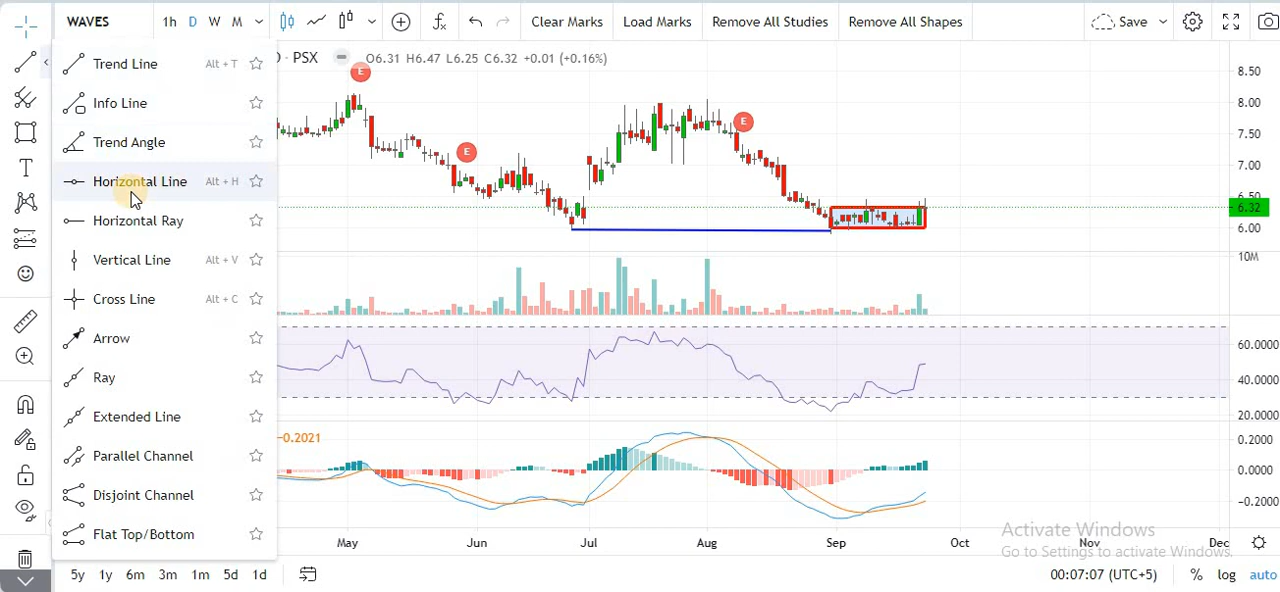 WAVES 1h D W M Clear Marks Load Marks Remove All Studies Remove All Shapes Save
PSX O6.31 H6.47 L6.25 C6.32 +0.01 (+0.16%)
Trend Line Alt + T
Info Line
Trend Angle
Horizontal Line Alt + H
Horizontal Ray
Vertical Line Alt + V
Cross Line Alt + C
Arrow
Ray
Extended Line
Parallel Channel
Disjoint Channel
Flat Top/Bottom
E
E
E
8.50
8.00
7.50
7.00
6.50
6.32
6.00
10M
60.0000
40.0000
20.0000
-0.2021
0.2000
0.0000
-0.2000
May Jun Jul Aug Sep Oct Nov Dec
Activate Windows
Go to Settings to activate Windows.
5y 1y 6m 3m 1m 5d 1d 00:07:07 (UTC+5) % log auto